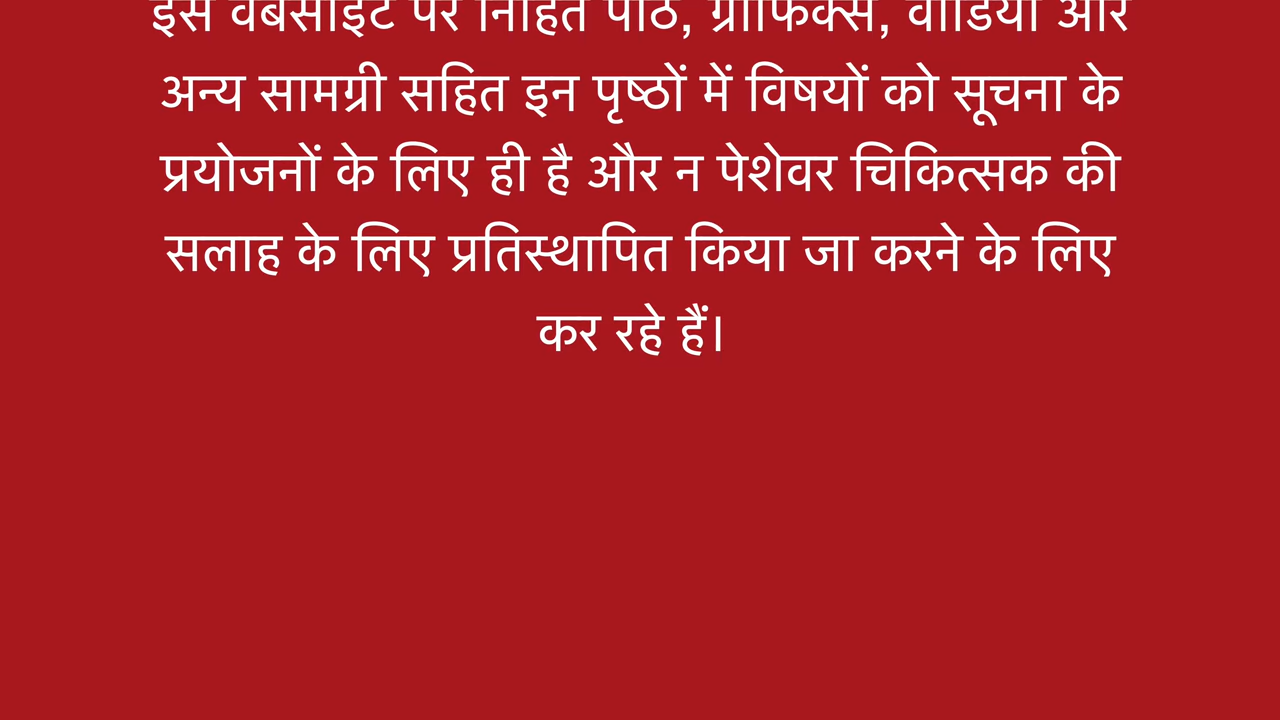 इस वेबसाइट पर निहित पाठ, ग्राफिक्स, वीडियो और
अन्य सामग्री सहित इन पृष्ठों में विषयों को सूचना के
प्रयोजनों के लिए ही है और न पेशेवर चिकित्सक की
सलाह के लिए प्रतिस्थापित किया जा करने के लिए
कर रहे हैं।